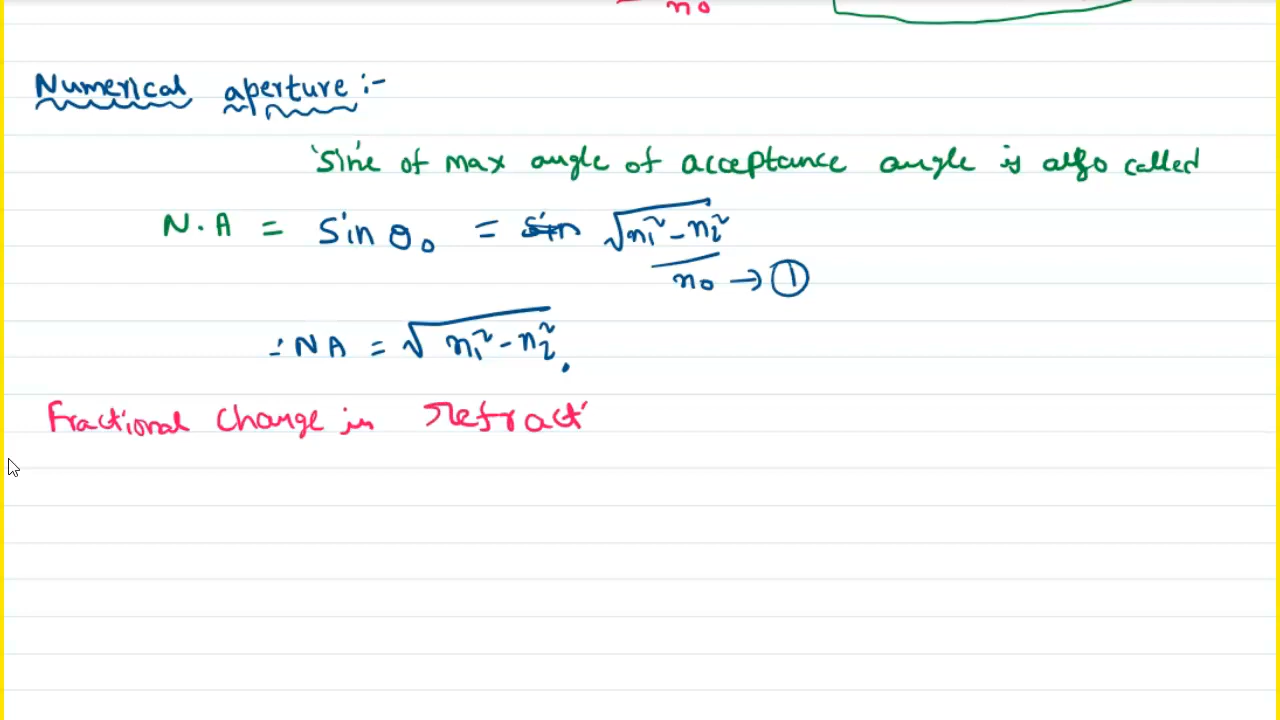 n₀
Numerical aperture :-
Sine of max angle of acceptance angle is also called
N.A = Sin θ₀ = sin √n₁² - n₂²
n₀ → ①
∴ NA = √n₁² - n₂².
Fractional change in refract